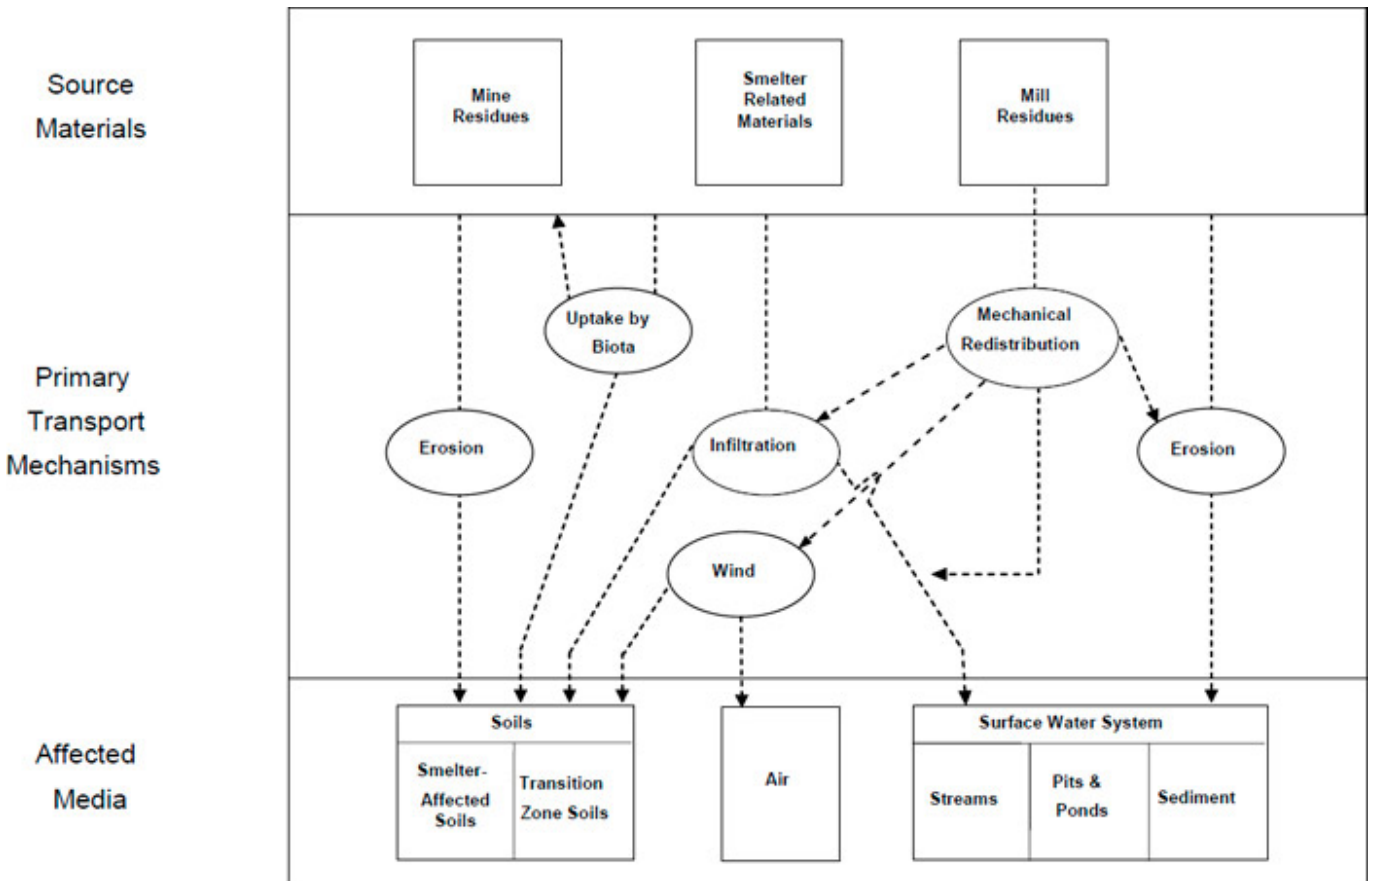 Source
Materials
Mine
Residues
Smelter
Related
Materials
Mill
Residues
Primary
Transport
Mechanisms
Uptake by
Biota
Mechanical
Redistribution
Erosion
Infiltration
Erosion
Wind
Affected
Media
Soils
Smelter-
Affected
Soils
Transition
Zone Soils
Air
Surface Water System
Streams
Pits &
Ponds
Sediment